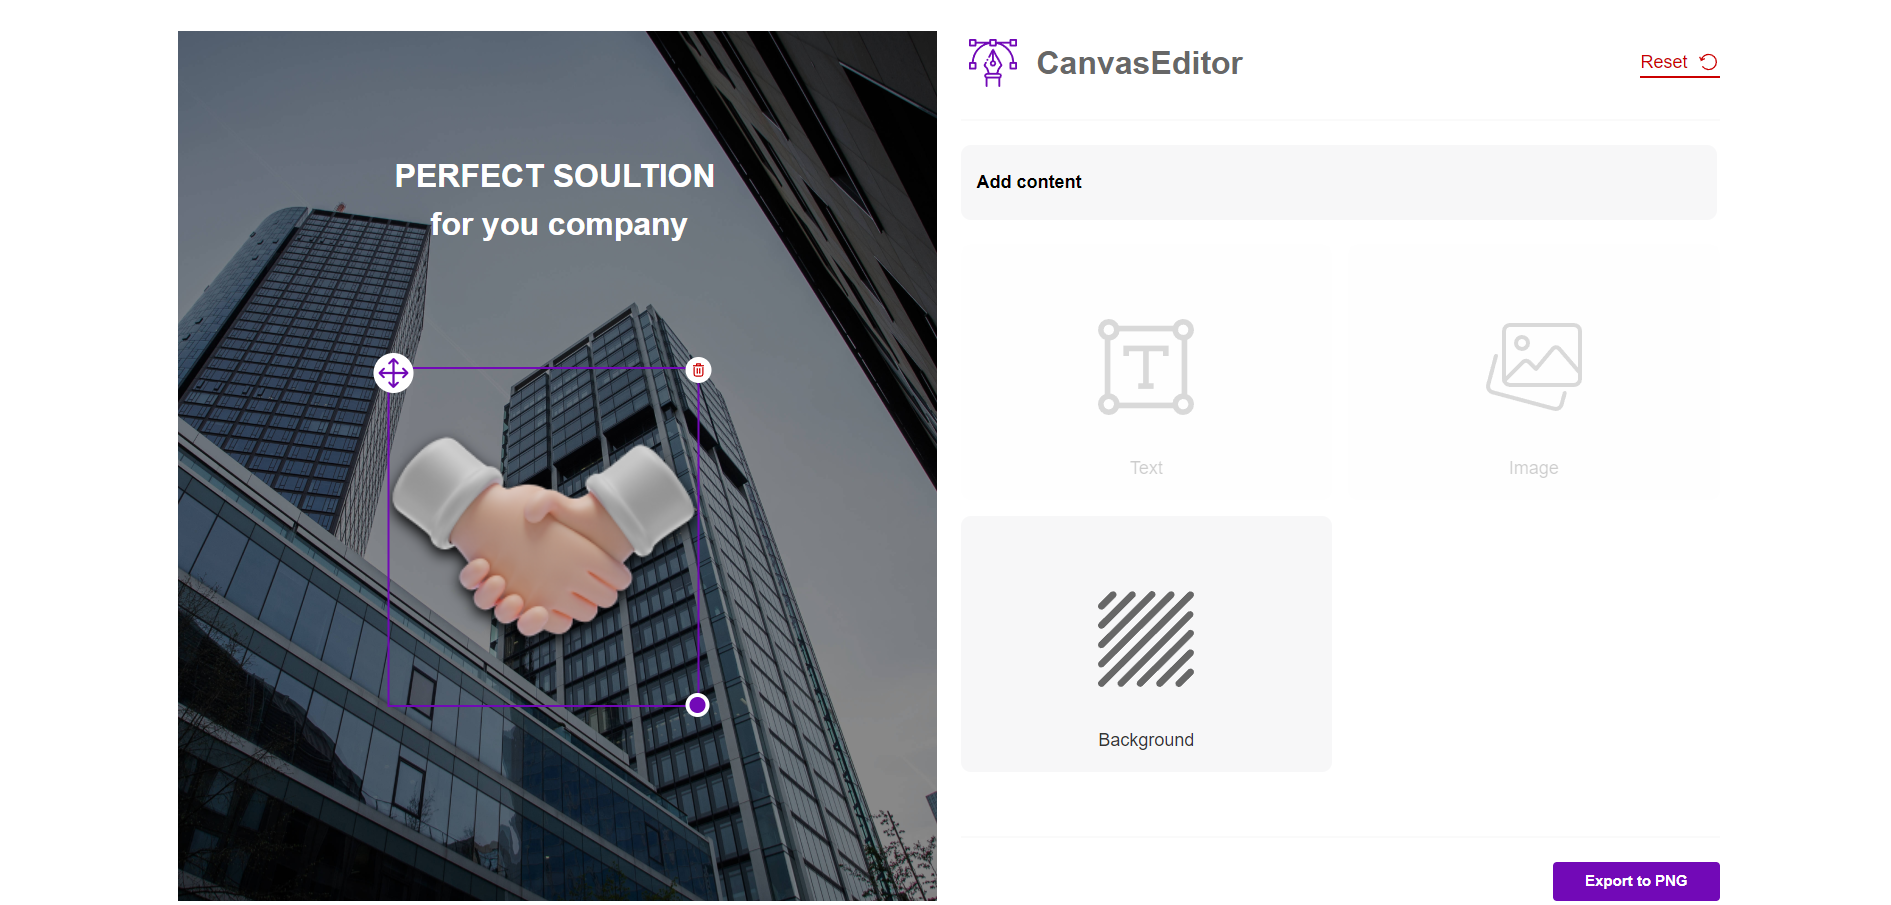 PERFECT SOULTION
for you company
CanvasEditor
Reset
Add content
Text
Image
Background
Export to PNG